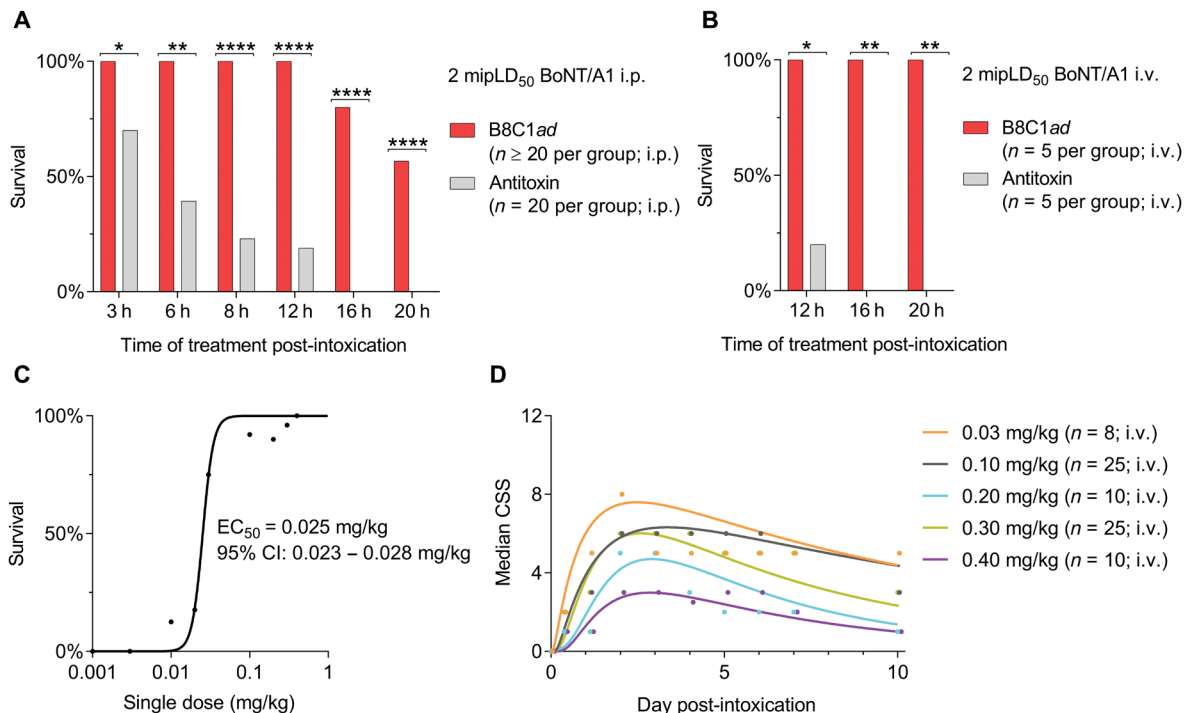 A
* ** **** **** **** ****
100%
50%
0%
Survival
3 h 6 h 8 h 12 h 16 h 20 h
Time of treatment post-intoxication
2 mipLD50 BoNT/A1 i.p.
B8C1ad
(n ≥ 20 per group; i.p.)
Antitoxin
(n = 20 per group; i.p.)
B
* ** **
100%
50%
0%
Survival
12 h 16 h 20 h
Time of treatment post-intoxication
2 mipLD50 BoNT/A1 i.v.
B8C1ad
(n = 5 per group; i.v.)
Antitoxin
(n = 5 per group; i.v.)
C
100%
50%
0%
Survival
EC50 = 0.025 mg/kg
95% CI: 0.023 – 0.028 mg/kg
0.001 0.01 0.1 1
Single dose (mg/kg)
D
12
8
4
0
Median CSS
0 5 10
Day post-intoxication
0.03 mg/kg (n = 8; i.v.)
0.10 mg/kg (n = 25; i.v.)
0.20 mg/kg (n = 10; i.v.)
0.30 mg/kg (n = 25; i.v.)
0.40 mg/kg (n = 10; i.v.)